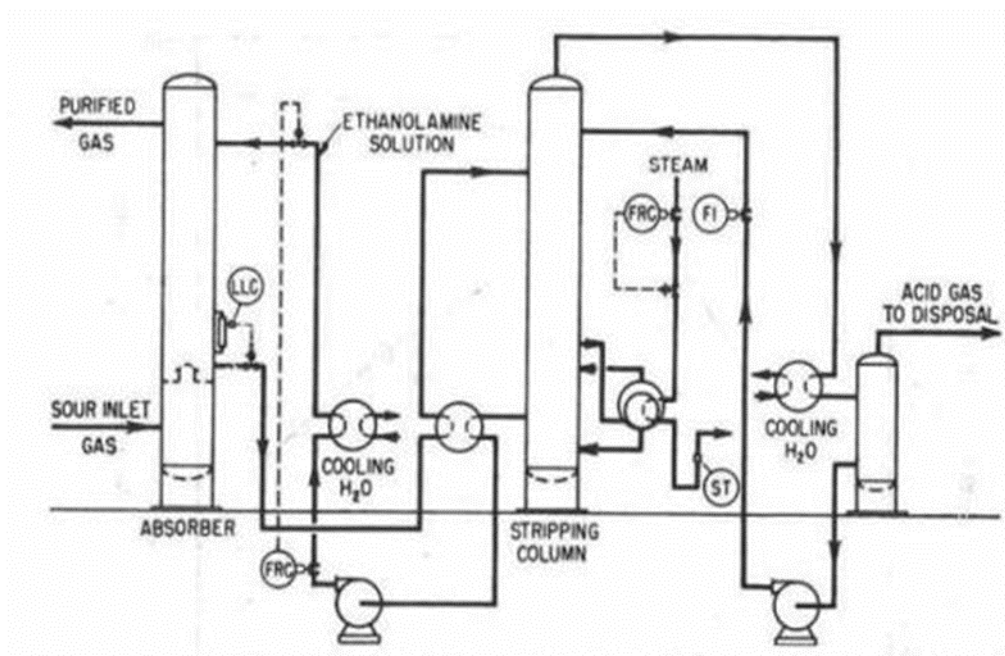 PURIFIED
GAS
ETHANOLAMINE
SOLUTION
STEAM
FRC
FI
LLC
ACID GAS
TO DISPOSAL
SOUR INLET
GAS
COOLING
H₂O
COOLING
H₂O
ST
ABSORBER
STRIPPING
COLUMN
FRC